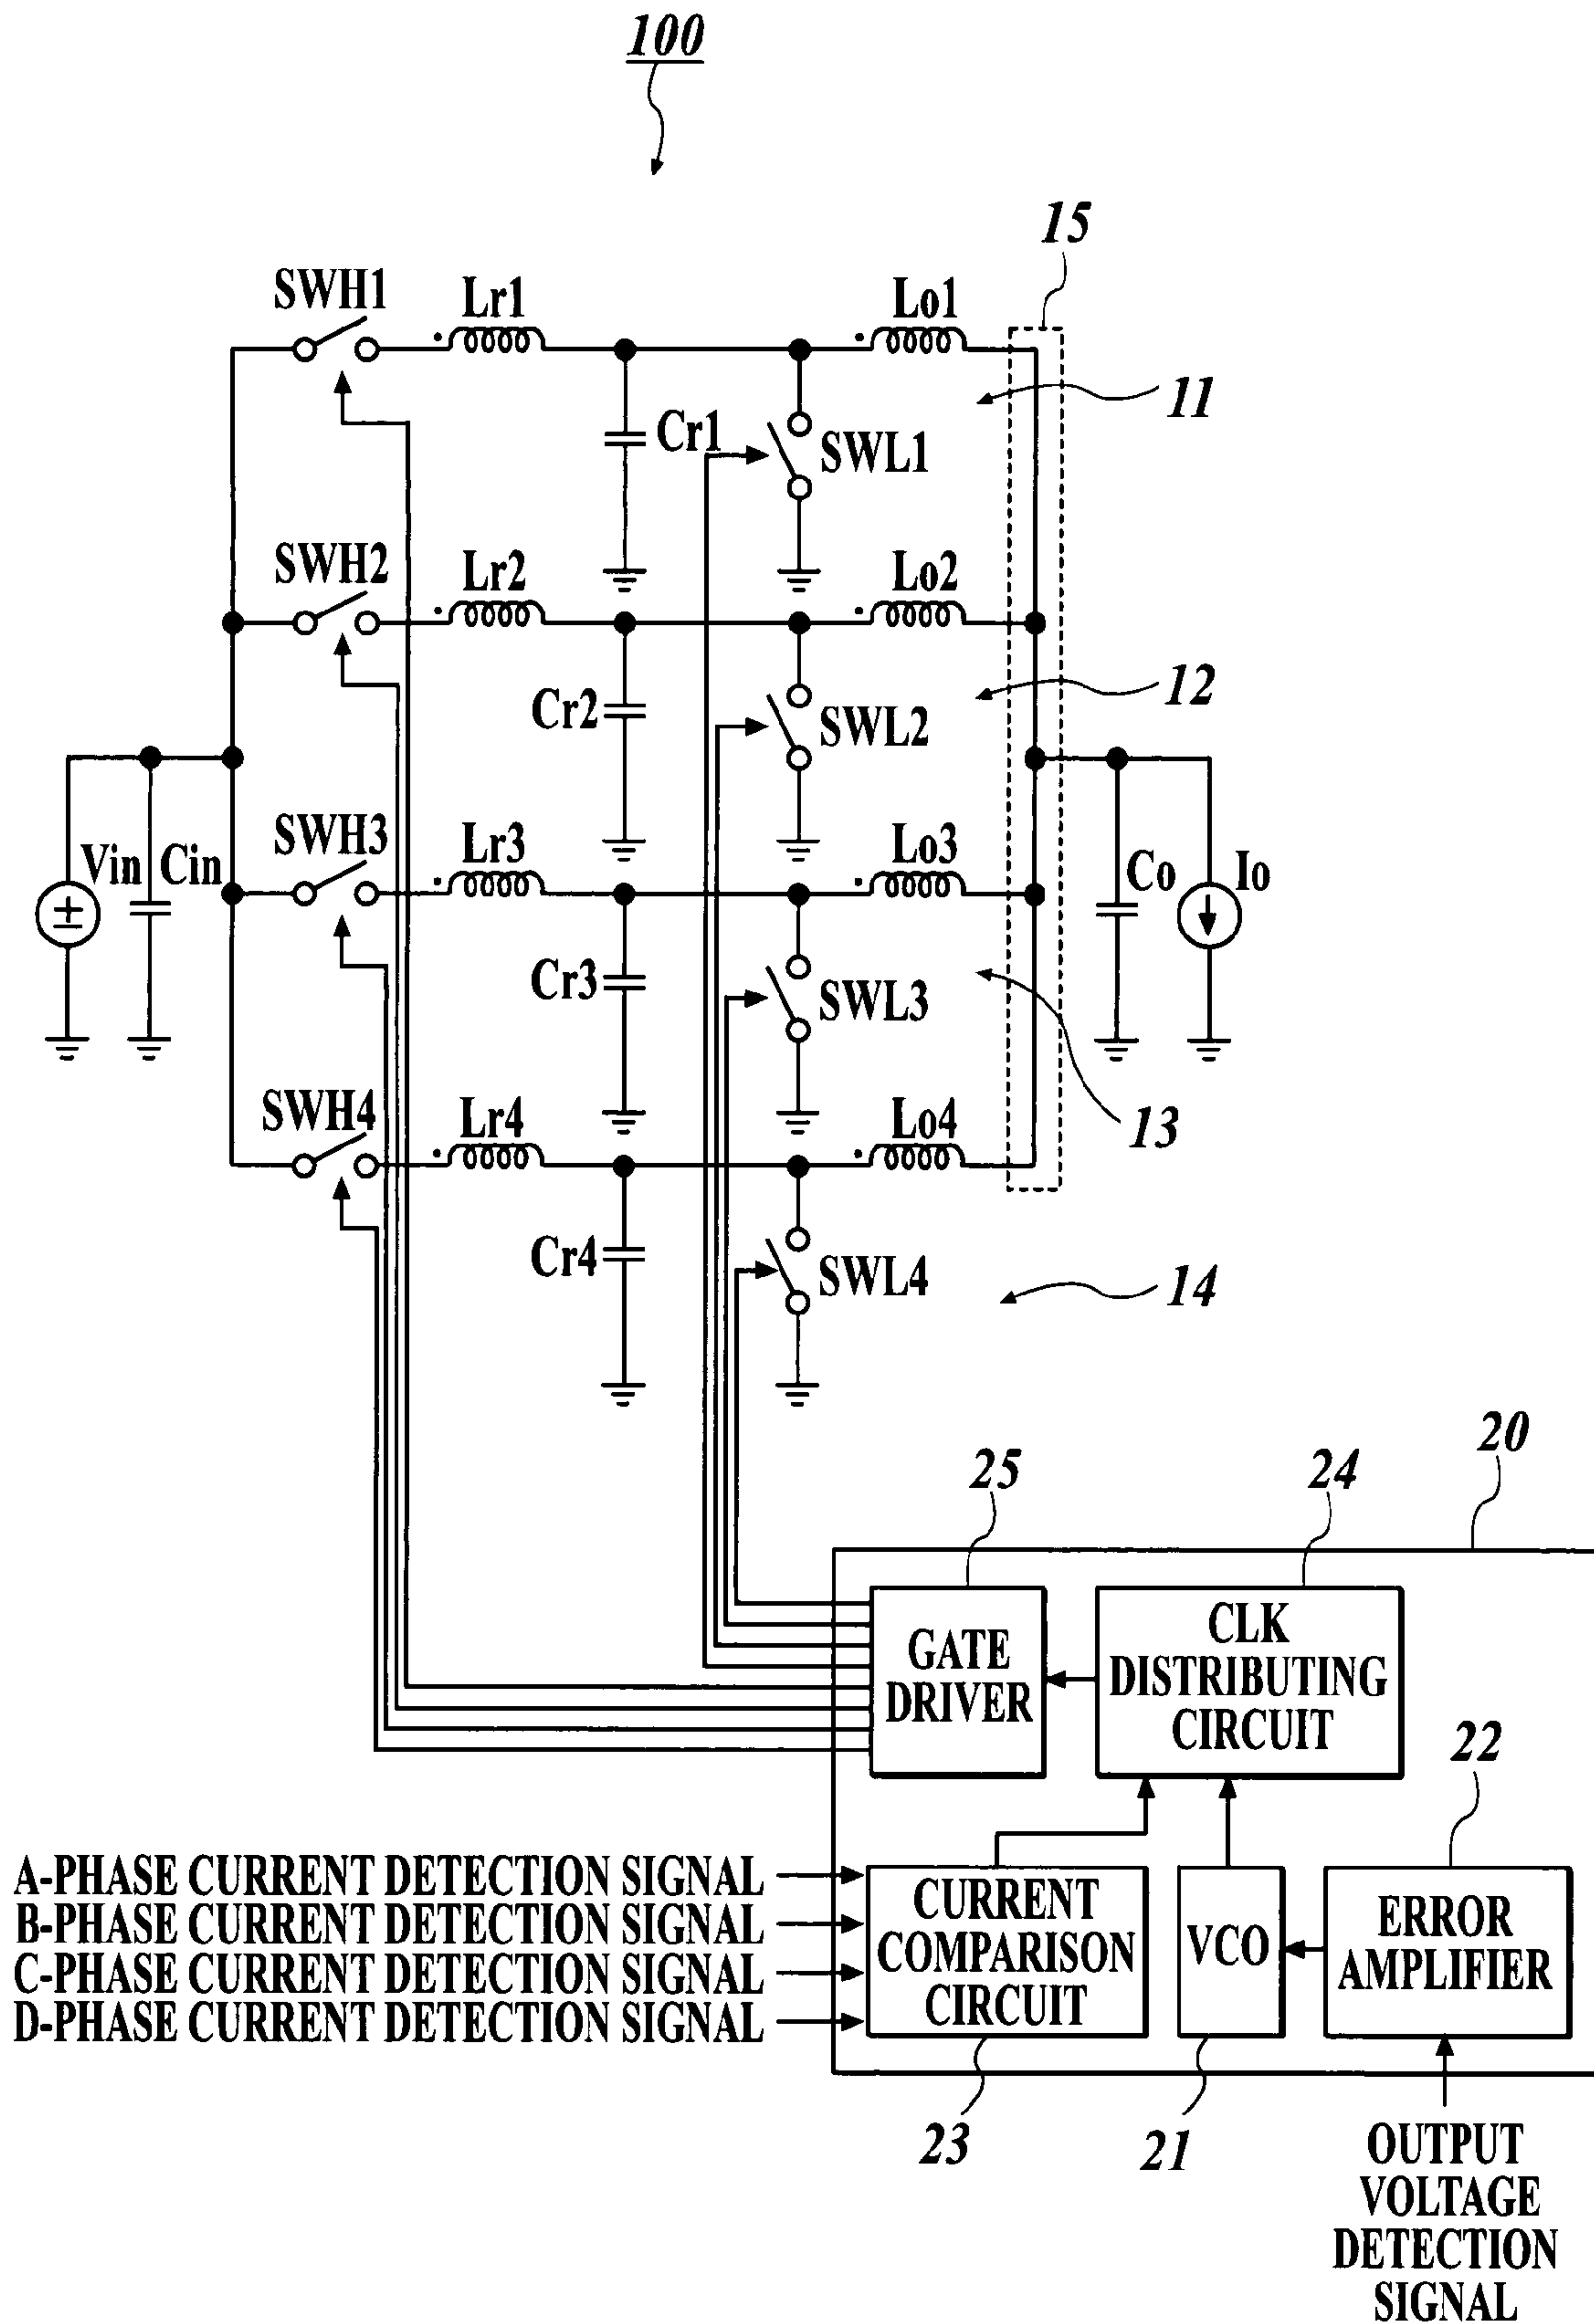 100
15
SWH1
Lr1
Lo1
11
Cr1
SWL1
SWH2
Lr2
Lo2
12
Cr2
SWL2
SWH3
Lr3
Lo3
Vin
Cin
Co
Io
Cr3
SWL3
SWH4
Lr4
Lo4
13
Cr4
SWL4
14
20
25
24
GATE
DRIVER
CLK
DISTRIBUTING
CIRCUIT
22
A-PHASE CURRENT DETECTION SIGNAL
B-PHASE CURRENT DETECTION SIGNAL
C-PHASE CURRENT DETECTION SIGNAL
D-PHASE CURRENT DETECTION SIGNAL
CURRENT
COMPARISON
CIRCUIT
VCO
ERROR
AMPLIFIER
23
21
OUTPUT
VOLTAGE
DETECTION
SIGNAL